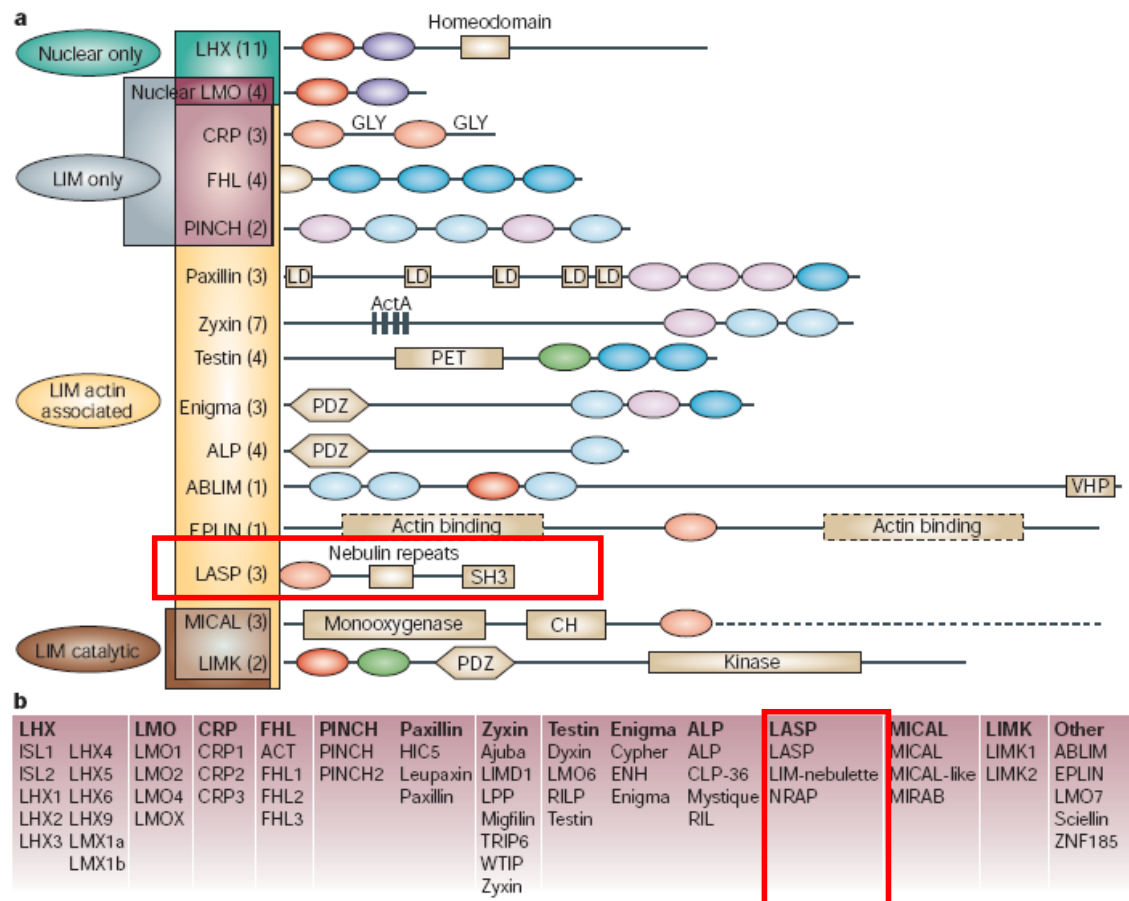 a
Homeodomain
Nuclear only
LHX (11)
Nuclear LMO (4)
CRP (3)
GLY
GLY
LIM only
FHL (4)
PINCH (2)
Paxillin (3)
LD
LD
LD
LD
LD
ActA
Zyxin (7)
Testin (4)
PET
LIM actin
associated
Enigma (3)
PDZ
ALP (4)
PDZ
ABLIM (1)
VHP
EPLIN (1)
Actin binding
Actin binding
Nebulin repeats
LASP (3)
SH3
MICAL (3)
Monooxygenase
CH
LIM catalytic
LIMK (2)
PDZ
Kinase
b
LHX
ISL1 LHX4
ISL2 LHX5
LHX1 LHX6
LHX2 LHX9
LHX3 LMX1a
LMX1b
LMO
LMO1
LMO2
LMO4
LMOX
CRP
CRP1
CRP2
CRP3
FHL
ACT
FHL1
FHL2
FHL3
PINCH
PINCH
PINCH2
Paxillin
HIC5
Leupaxin
Paxillin
Zyxin
Ajuba
LIMD1
LPP
Migfilin
TRIP6
WTIP
Zyxin
Testin
Dyxin
LMO6
RILP
Testin
Enigma
Cypher
ENH
Enigma
ALP
ALP
CLP-36
Mystique
RIL
LASP
LASP
LIM-nebulette
NRAP
MICAL
MICAL
MICAL-like
MIRAB
LIMK
LIMK1
LIMK2
Other
ABLIM
EPLIN
LMO7
Sciellin
ZNF185